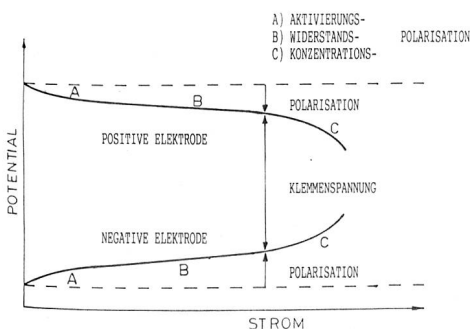 A) AKTIVIERUNGS-
B) WIDERSTANDS- POLARISATION
C) KONZENTRATIONS-
A
B
POLARISATION
C
POSITIVE ELEKTRODE
KLEMMENSPANNUNG
POTENTIAL
NEGATIVE ELEKTRODE
C
A
B
POLARISATION
STROM